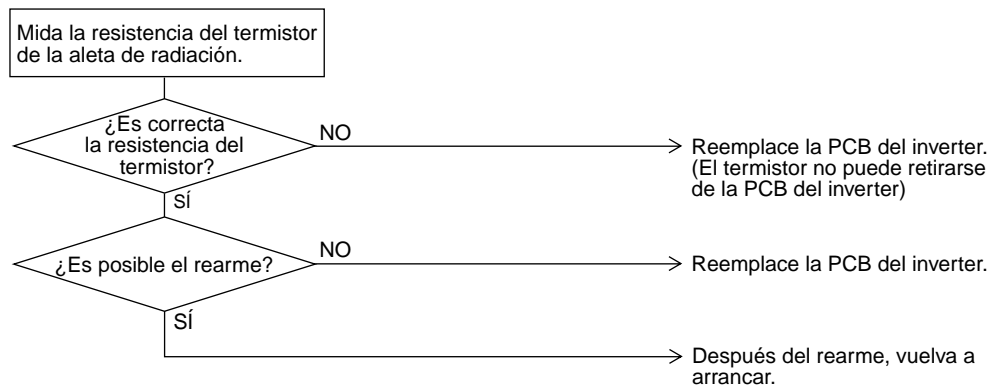 Mida la resistencia del termistor
de la aleta de radiación.
¿Es correcta
la resistencia del
termistor?
NO
Reemplace la PCB del inverter.
(El termistor no puede retirarse
de la PCB del inverter)
SÍ
¿Es posible el rearme?
NO
Reemplace la PCB del inverter.
SÍ
Después del rearme, vuelva a
arrancar.